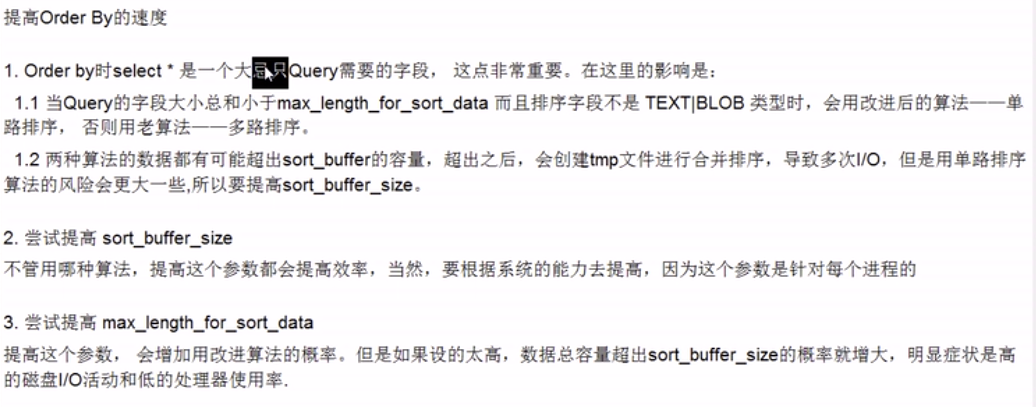 提高Order By的速度
1. Order by时select * 是一个大忌只Query需要的字段， 这点非常重要。在这里的影响是：
1.1 当Query的字段大小总和小于max_length_for_sort_data 而且排序字段不是 TEXT|BLOB 类型时，会用改进后的算法——单
路排序， 否则用老算法——多路排序。
1.2 两种算法的数据都有可能超出sort_buffer的容量，超出之后，会创建tmp文件进行合并排序，导致多次I/O，但是用单路排序
算法的风险会更大一些,所以要提高sort_buffer_size。
2. 尝试提高 sort_buffer_size
不管用哪种算法，提高这个参数都会提高效率，当然，要根据系统的能力去提高，因为这个参数是针对每个进程的
3. 尝试提高 max_length_for_sort_data
提高这个参数， 会增加用改进算法的概率。但是如果设的太高，数据总容量超出sort_buffer_size的概率就增大，明显症状是高
的磁盘I/O活动和低的处理器使用率.